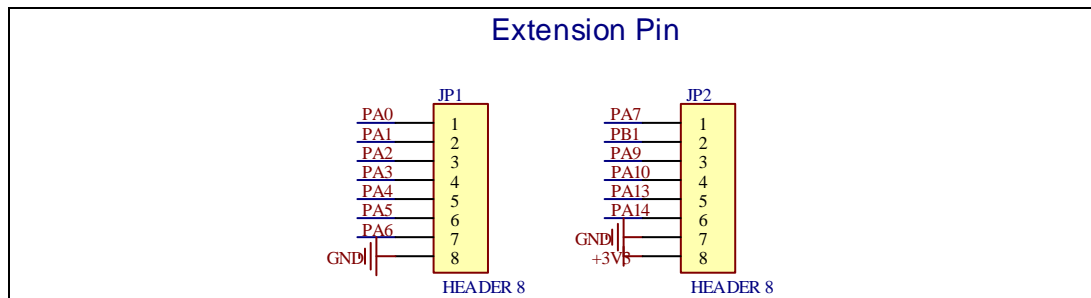 Extension Pin
JP1
PA0 1
PA1 2
PA2 3
PA3 4
PA4 5
PA5 6
PA6 7
GND 8
HEADER 8
JP2
PA7 1
PB1 2
PA9 3
PA10 4
PA13 5
PA14 6
GND 7
+3V3 8
HEADER 8